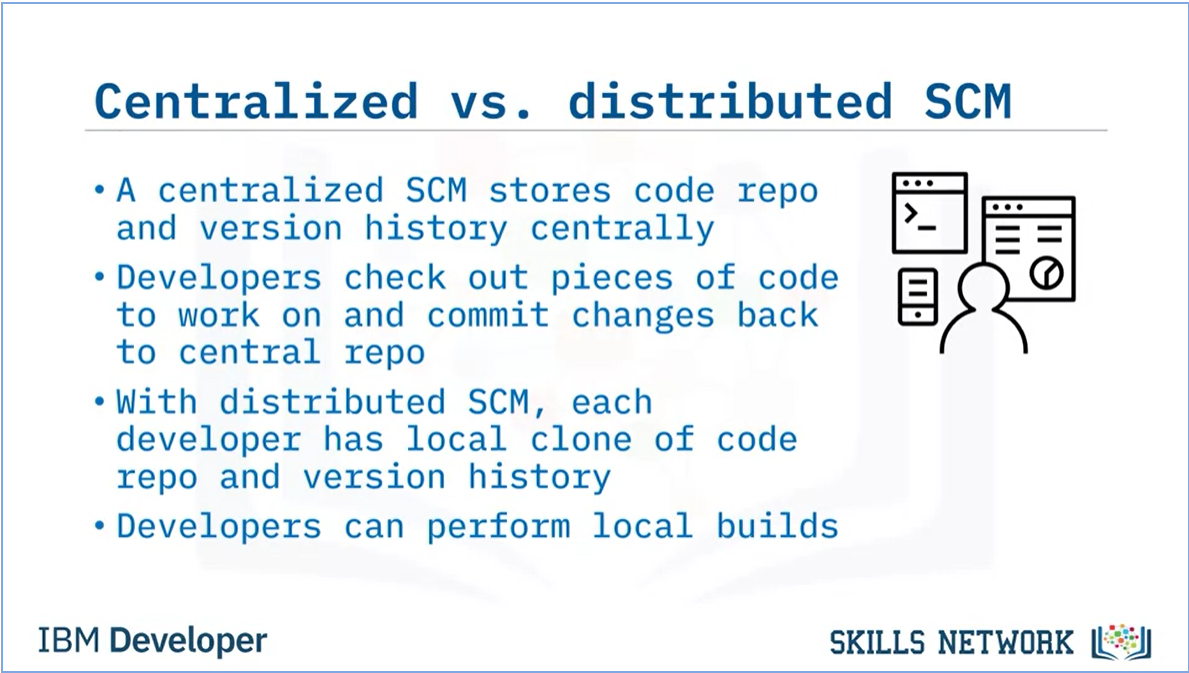 Centralized vs. distributed SCM
• A centralized SCM stores code repo
and version history centrally
• Developers check out pieces of code
to work on and commit changes back
to central repo
• With distributed SCM, each
developer has local clone of code
repo and version history
• Developers can perform local builds
IBM Developer
SKILLS NETWORK